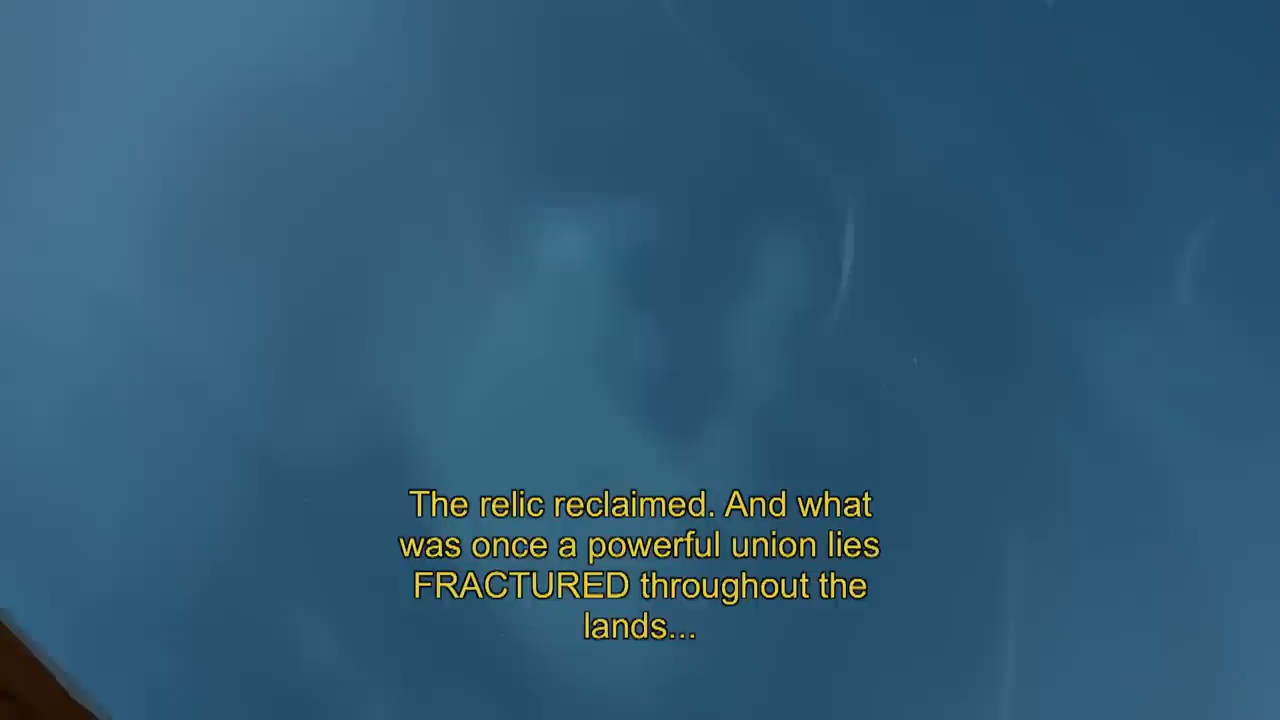 The relic reclaimed. And what
was once a powerful union lies
FRACTURED throughout the
lands...